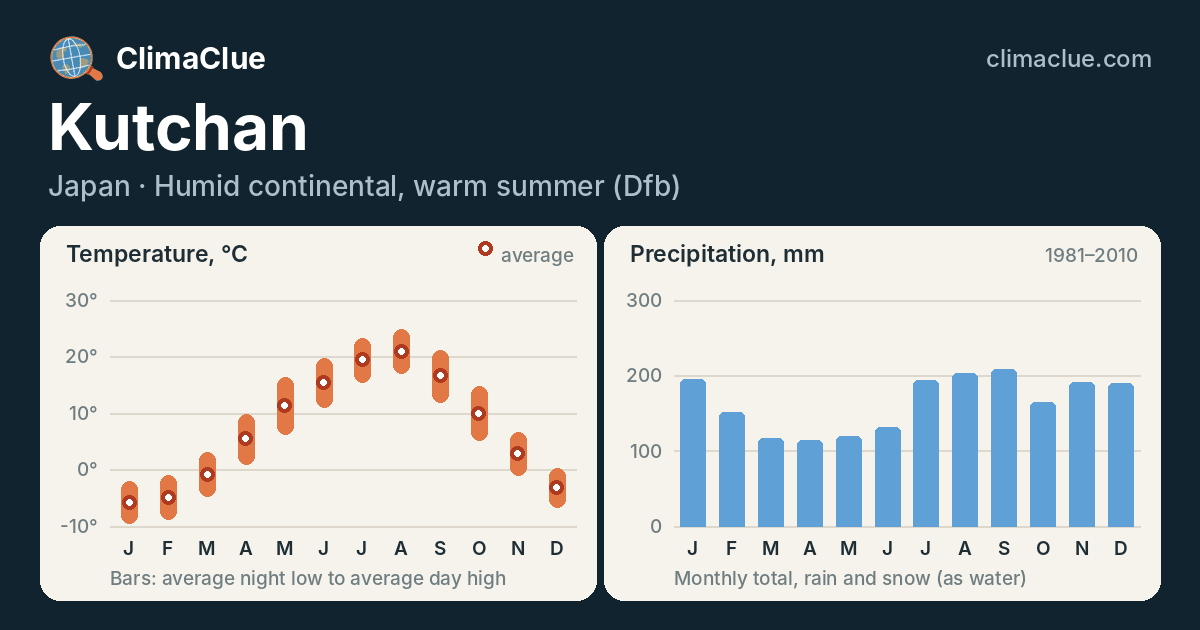 ClimaClue
climaclue.com
Kutchan
Japan · Humid continental, warm summer (Dfb)
Temperature, °C
average
30°
20°
10°
0°
-10°
J F M A M J J A S O N D
Bars: average night low to average day high
Precipitation, mm
1981–2010
300
200
100
0
J F M A M J J A S O N D
Monthly total, rain and snow (as water)